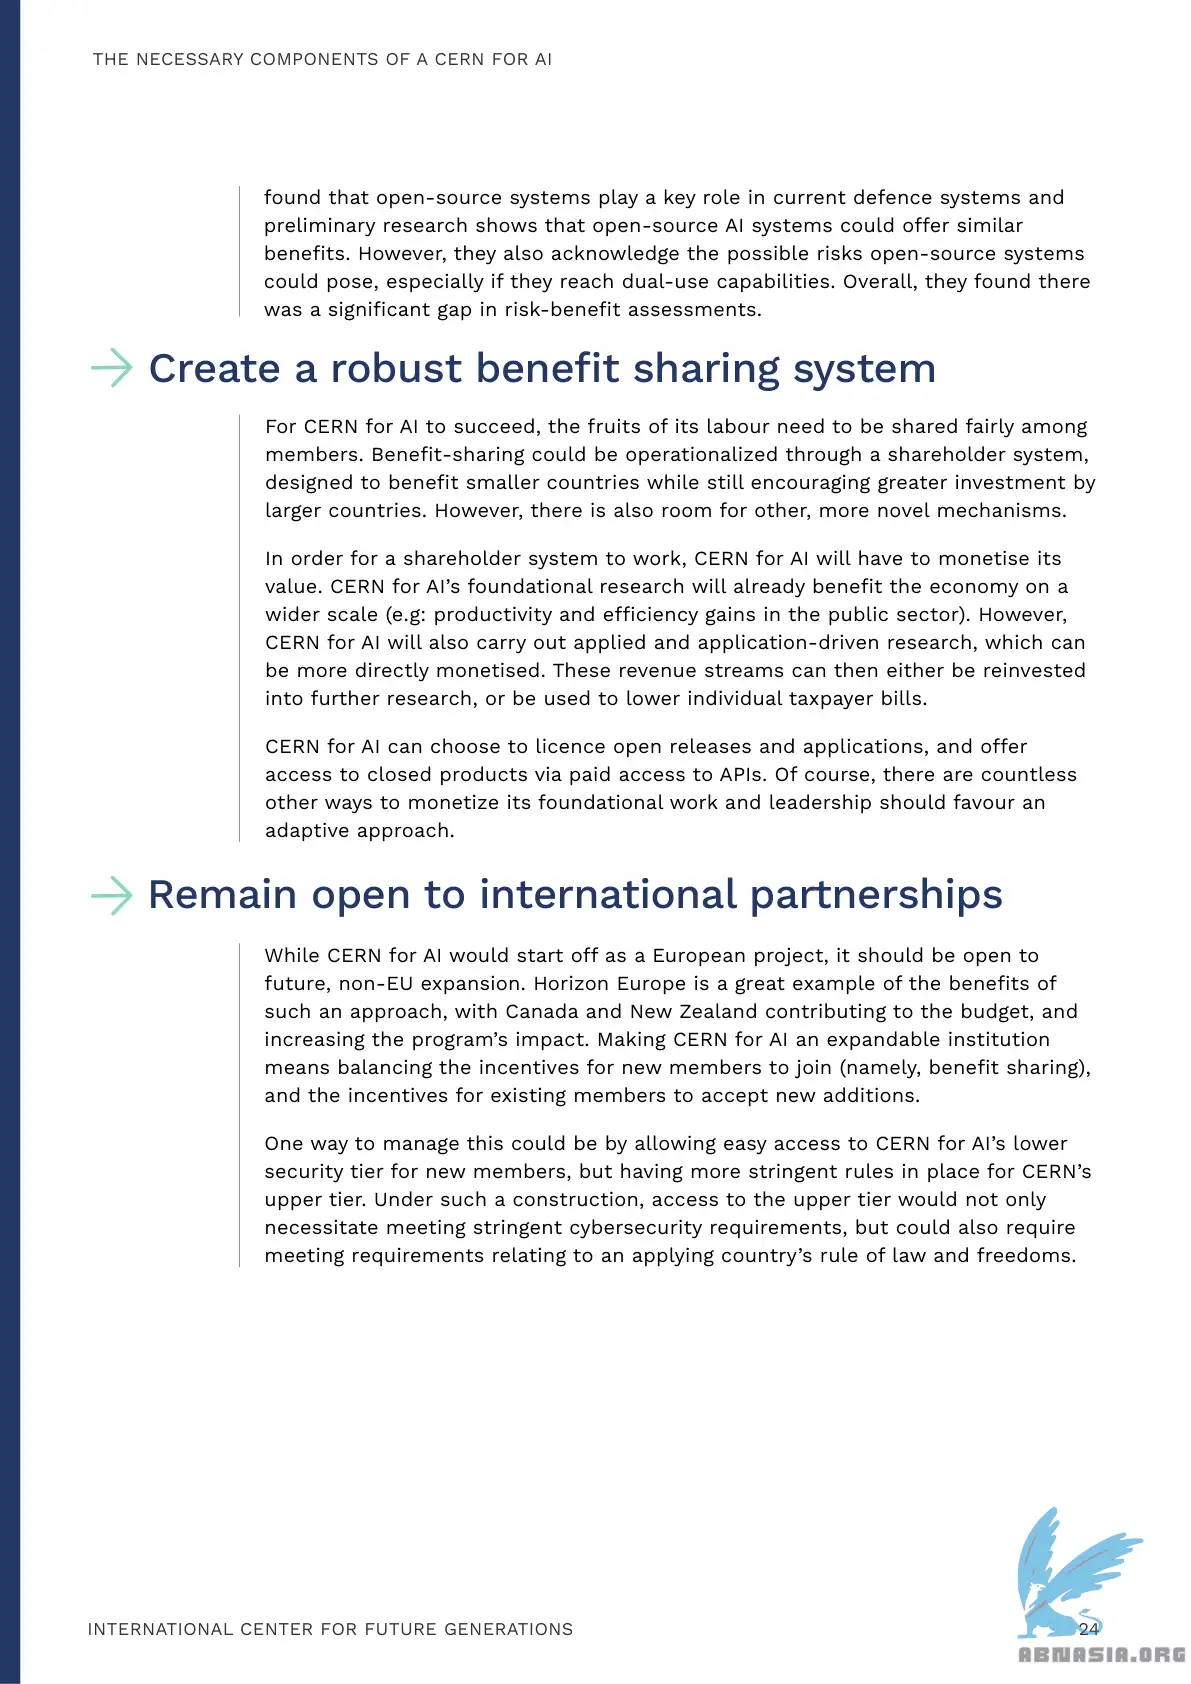 THE NECESSARY COMPONENTS OF A CERN FOR AI
found that open-source systems play a key role in current defence systems and
preliminary research shows that open-source AI systems could offer similar
benefits. However, they also acknowledge the possible risks open-source systems
could pose, especially if they reach dual-use capabilities. Overall, they found there
was a significant gap in risk-benefit assessments.
Create a robust benefit sharing system
For CERN for AI to succeed, the fruits of its labour need to be shared fairly among
members. Benefit-sharing could be operationalized through a shareholder system,
designed to benefit smaller countries while still encouraging greater investment by
larger countries. However, there is also room for other, more novel mechanisms.
In order for a shareholder system to work, CERN for AI will have to monetise its
value. CERN for AI’s foundational research will already benefit the economy on a
wider scale (e.g: productivity and efficiency gains in the public sector). However,
CERN for AI will also carry out applied and application-driven research, which can
be more directly monetised. These revenue streams can then either be reinvested
into further research, or be used to lower individual taxpayer bills.
CERN for AI can choose to licence open releases and applications, and offer
access to closed products via paid access to APIs. Of course, there are countless
other ways to monetize its foundational work and leadership should favour an
adaptive approach.
Remain open to international partnerships
While CERN for AI would start off as a European project, it should be open to
future, non-EU expansion. Horizon Europe is a great example of the benefits of
such an approach, with Canada and New Zealand contributing to the budget, and
increasing the program’s impact. Making CERN for AI an expandable institution
means balancing the incentives for new members to join (namely, benefit sharing),
and the incentives for existing members to accept new additions.
One way to manage this could be by allowing easy access to CERN for AI’s lower
security tier for new members, but having more stringent rules in place for CERN’s
upper tier. Under such a construction, access to the upper tier would not only
necessitate meeting stringent cybersecurity requirements, but could also require
meeting requirements relating to an applying country’s rule of law and freedoms.
INTERNATIONAL CENTER FOR FUTURE GENERATIONS
24
ABNASIA.ORG